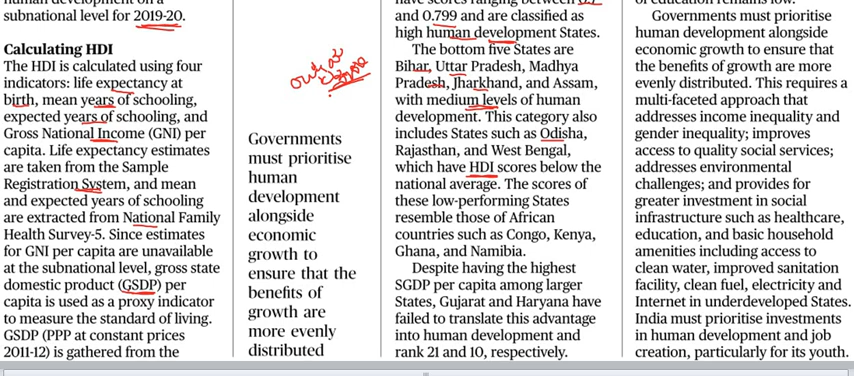 human development on a
subnational level for 2019-20.
Calculating HDI
The HDI is calculated using four
indicators: life expectancy at
birth, mean years of schooling,
expected years of schooling, and
Gross National Income (GNI) per
capita. Life expectancy estimates
are taken from the Sample
Registration System, and mean
and expected years of schooling
are extracted from National Family
Health Survey-5. Since estimates
for GNI per capita are unavailable
at the subnational level, gross state
domestic product (GSDP) per
capita is used as a proxy indicator
to measure the standard of living.
GSDP (PPP at constant prices
2011-12) is gathered from the
Governments
must prioritise
human
development
alongside
economic
growth to
ensure that the
benefits of
growth are
more evenly
distributed
have scores ranging between 0.7
and 0.799 and are classified as
high human development States.
The bottom five States are
Bihar, Uttar Pradesh, Madhya
Pradesh, Jharkhand, and Assam,
with medium levels of human
development. This category also
includes States such as Odisha,
Rajasthan, and West Bengal,
which have HDI scores below the
national average. The scores of
these low-performing States
resemble those of African
countries such as Congo, Kenya,
Ghana, and Namibia.
Despite having the highest
SGDP per capita among larger
States, Gujarat and Haryana have
failed to translate this advantage
into human development and
rank 21 and 10, respectively.
of education remains low.
Governments must prioritise
human development alongside
economic growth to ensure that
the benefits of growth are more
evenly distributed. This requires a
multi-faceted approach that
addresses income inequality and
gender inequality; improves
access to quality social services;
addresses environmental
challenges; and provides for
greater investment in social
infrastructure such as healthcare,
education, and basic household
amenities including access to
clean water, improved sanitation
facility, clean fuel, electricity and
Internet in underdeveloped States.
India must prioritise investments
in human development and job
creation, particularly for its youth.